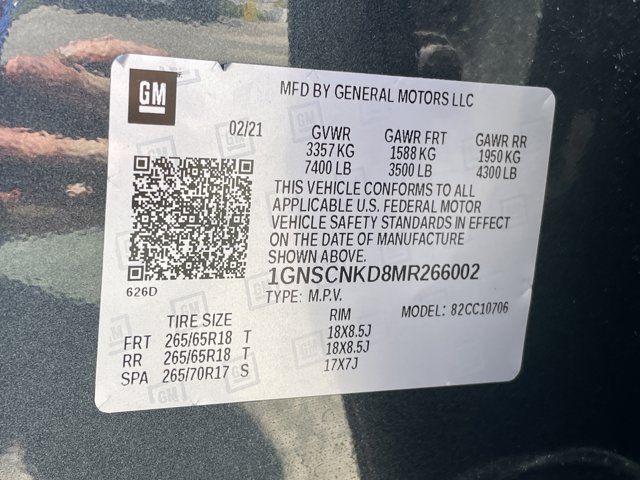 GM
MFD BY GENERAL MOTORS LLC
02/21 GVWR GAWR FRT GAWR RR
3357 KG 1588 KG 1950 KG
7400 LB 3500 LB 4300 LB
THIS VEHICLE CONFORMS TO ALL
APPLICABLE U.S. FEDERAL MOTOR
VEHICLE SAFETY STANDARDS IN EFFECT
ON THE DATE OF MANUFACTURE
SHOWN ABOVE.
1GNSCNKD8MR266002
626D
TYPE: M.P.V. MODEL: 82CC10706
TIRE SIZE RIM
FRT 265/65R18 T 18X8.5J
RR 265/65R18 T 18X8.5J
SPA 265/70R17 S 17X7J